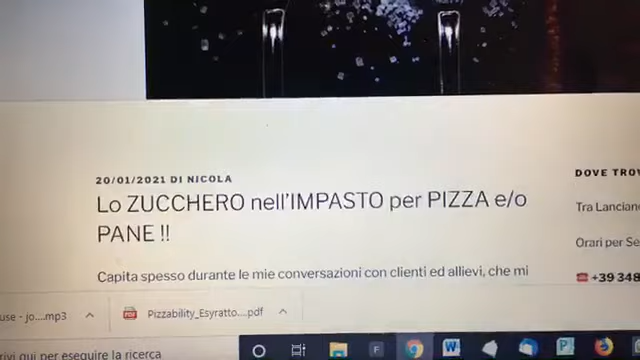 20/01/2021 DI NICOLA
Lo ZUCCHERO nell'IMPASTO per PIZZA e/o
PANE !!
Capita spesso durante le mie conversazioni con clienti ed allievi, che mi
DOVE TROV
Tra Lancian
Orari per Se
+39 348
use - jo....mp3
Pizzability_Esyratto....pdf
rivi qui per eseguire la ricerca